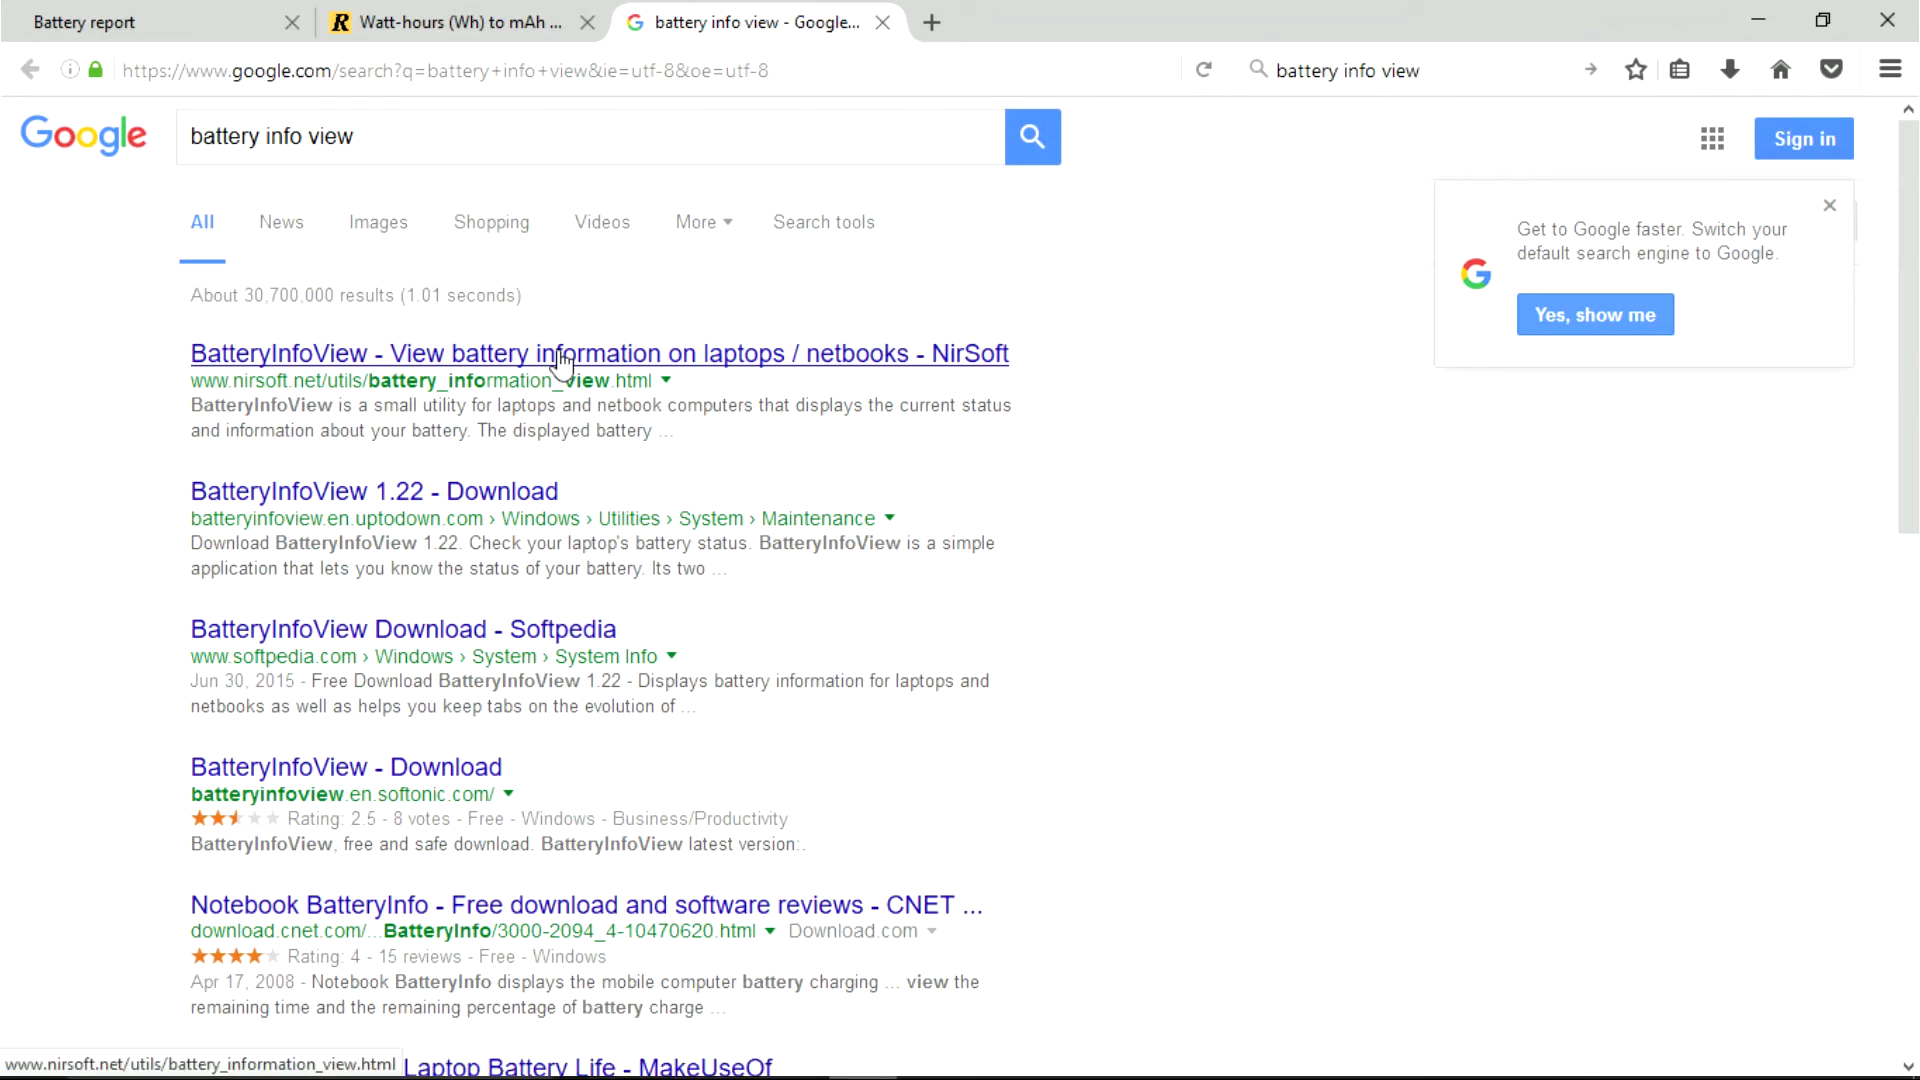 Battery report
Watt-hours (Wh) to mAh ...
battery info view - Google...
https://www.google.com/search?q=battery+info+view&ie=utf-8&oe=utf-8
battery info view
Google
battery info view
Sign in
All News Images Shopping Videos More Search tools
Get to Google faster. Switch your
default search engine to Google.
Yes, show me
About 30,700,000 results (1.01 seconds)
BatteryInfoView - View battery information on laptops / netbooks - NirSoft
www.nirsoft.net/utils/battery_information_view.html
BatteryInfoView is a small utility for laptops and netbook computers that displays the current status
and information about your battery. The displayed battery ...
BatteryInfoView 1.22 - Download
batteryinfoview.en.uptodown.com › Windows › Utilities › System › Maintenance
Download BatteryInfoView 1.22. Check your laptop's battery status. BatteryInfoView is a simple
application that lets you know the status of your battery. Its two ...
BatteryInfoView Download - Softpedia
www.softpedia.com › Windows › System › System Info
Jun 30, 2015 - Free Download BatteryInfoView 1.22 - Displays battery information for laptops and
netbooks as well as helps you keep tabs on the evolution of ...
BatteryInfoView - Download
batteryinfoview.en.softonic.com/
Rating: 2.5 - 8 votes - Free - Windows - Business/Productivity
BatteryInfoView, free and safe download. BatteryInfoView latest version:.
Notebook BatteryInfo - Free download and software reviews - CNET ...
download.cnet.com/...BatteryInfo/3000-2094_4-10470620.html Download.com
Rating: 4 - 15 reviews - Free - Windows
Apr 17, 2008 - Notebook BatteryInfo displays the mobile computer battery charging ... view the
remaining time and the remaining percentage of battery charge ...
www.nirsoft.net/utils/battery_information_view.html
Laptop Battery Life - MakeUseOf